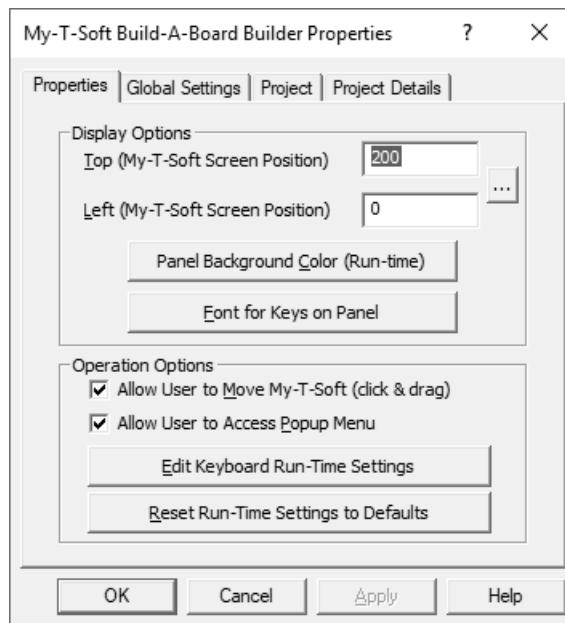 My-T-Soft Build-A-Board Builder Properties ? ×
Properties Global Settings Project Project Details
Display Options
Top (My-T-Soft Screen Position) 200
...
Left (My-T-Soft Screen Position) 0
Panel Background Color (Run-time)
Font for Keys on Panel
Operation Options
Allow User to Move My-T-Soft (click & drag)
Allow User to Access Popup Menu
Edit Keyboard Run-Time Settings
Reset Run-Time Settings to Defaults
OK Cancel Apply Help